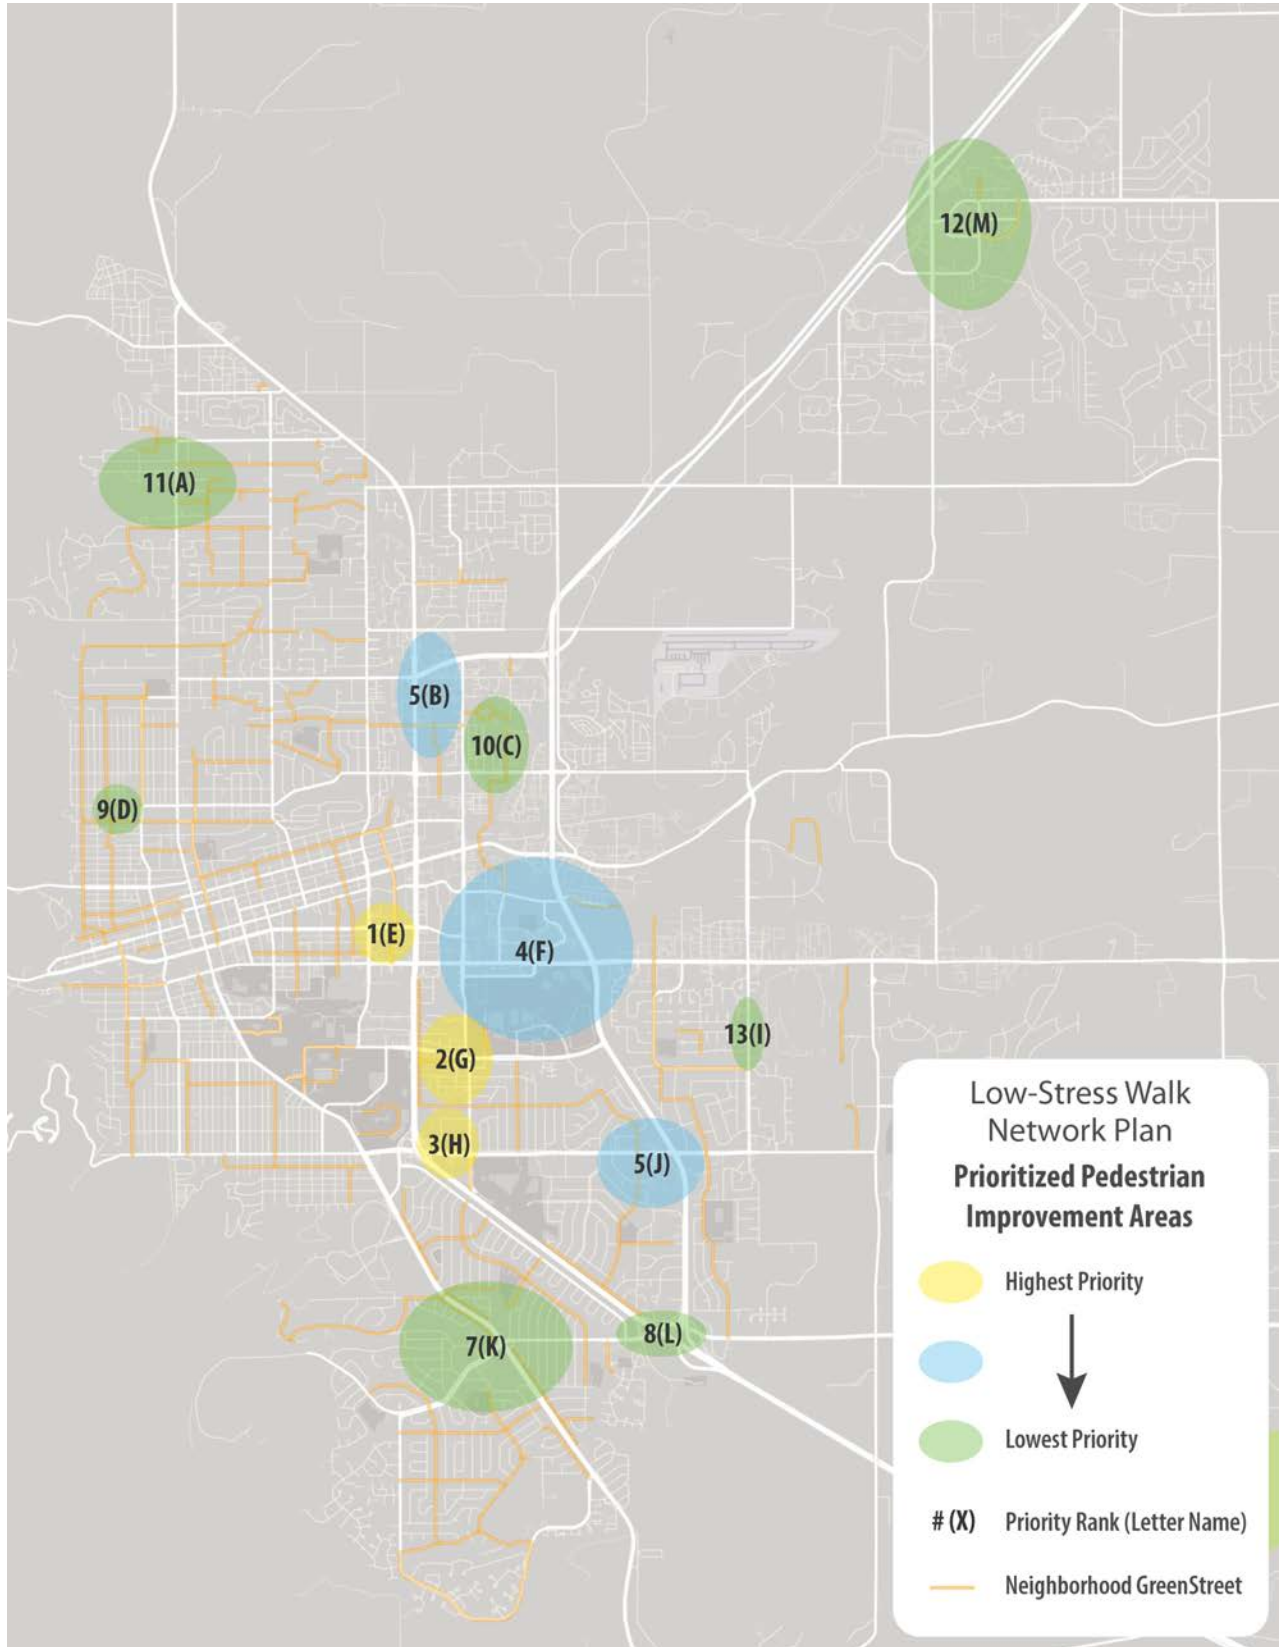 12(M)
11(A)
5(B)
10(C)
9(D)
1(E)
4(F)
13(I)
2(G)
3(H)
5(J)
8(L)
7(K)
Low-Stress Walk
Network Plan
Prioritized Pedestrian
Improvement Areas
Highest Priority
Lowest Priority
# (X) Priority Rank (Letter Name)
Neighborhood GreenStreet